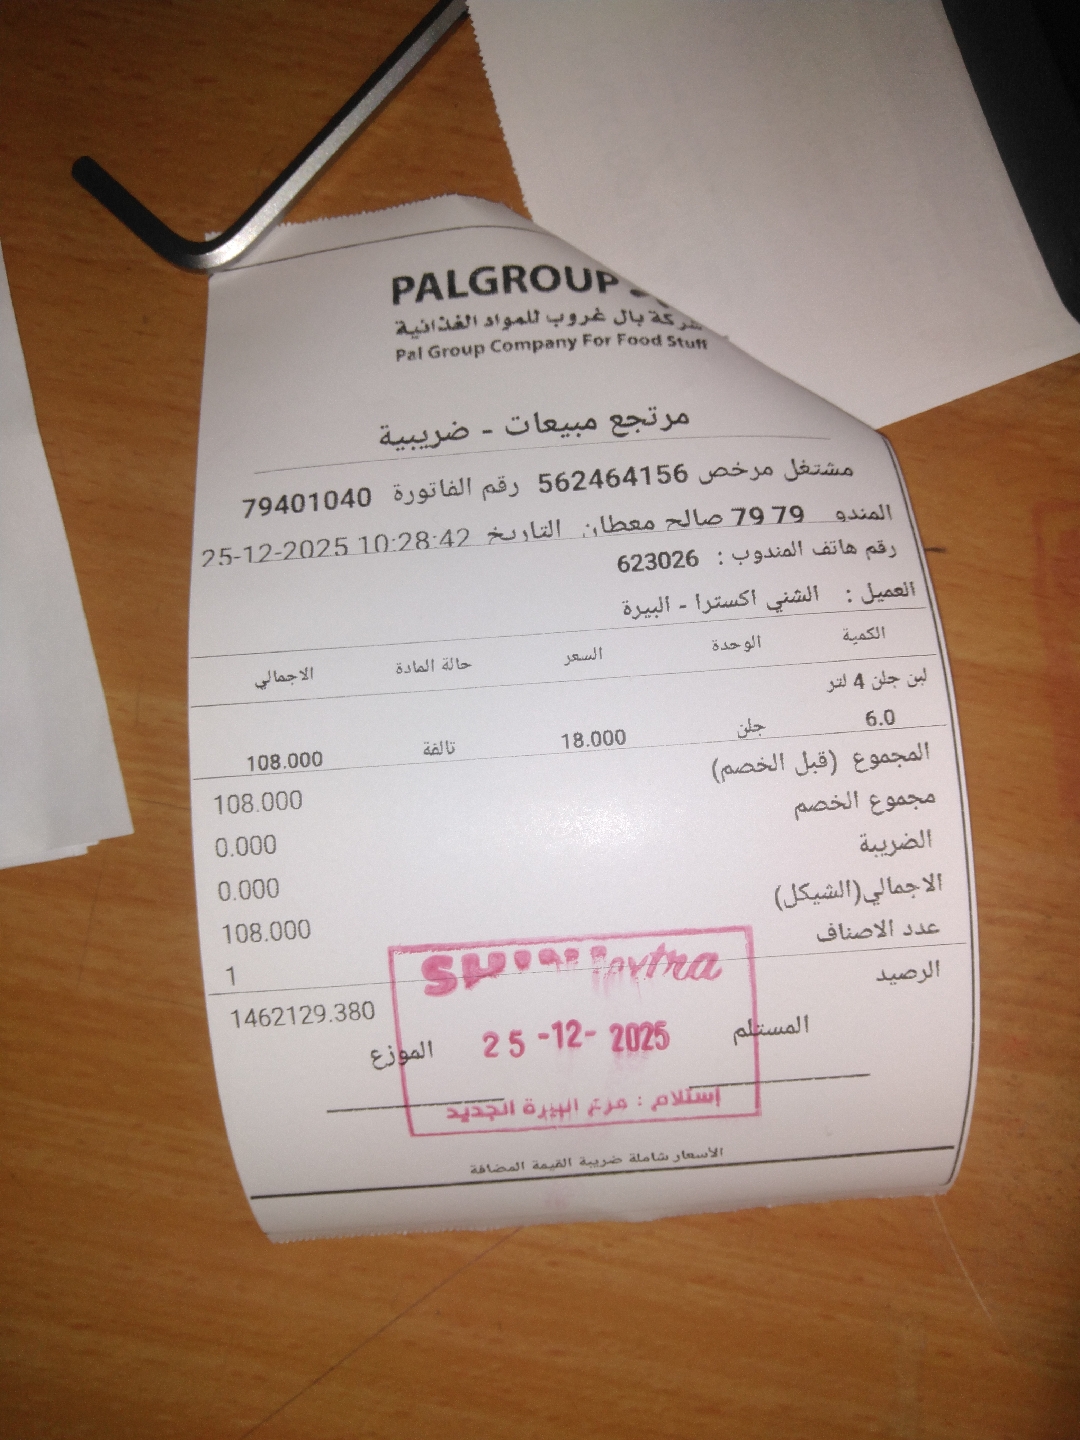 PALGROUP
شركة بال غروب للمواد الغذائية
Pal Group Company For Food Stuff
مرتجع مبيعات - ضريبية
مشتغل مرخص 562464156 رقم الفاتورة 79401040
المندو 79 79 صالح معطان التاريخ 25-12-2025 10:28:42
رقم هاتف المندوب : 623026
العميل : الشني اكسترا - البيرة
الكمية الوحدة السعر حالة المادة الاجمالي
لبن جلن 4 لتر
6.0 جلن 18.000 تالفة 108.000
المجموع (قبل الخصم) 108.000
مجموع الخصم 0.000
الضريبة 0.000
الاجمالي(الشيكل) 108.000
عدد الاصناف 1
الرصيد 1462129.380
extra
المستلم الموزع
25-12-2025
إستلام : فرع البيرة الجديد
الأسعار شاملة ضريبة القيمة المضافة